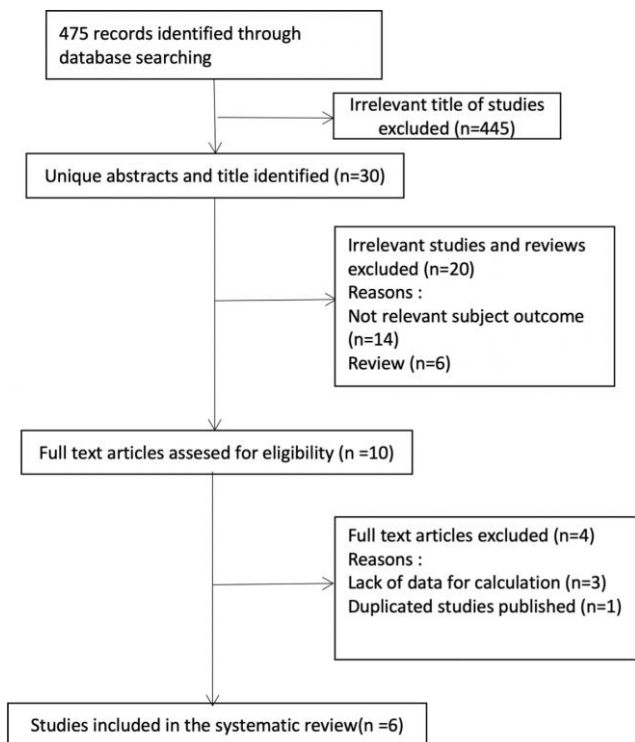 475 records identified through
database searching
Irrelevant title of studies
excluded (n=445)
Unique abstracts and title identified (n=30)
Irrelevant studies and reviews
excluded (n=20)
Reasons :
Not relevant subject outcome
(n=14)
Review (n=6)
Full text articles assesed for eligibility (n =10)
Full text articles excluded (n=4)
Reasons :
Lack of data for calculation (n=3)
Duplicated studies published (n=1)
Studies included in the systematic review(n =6)